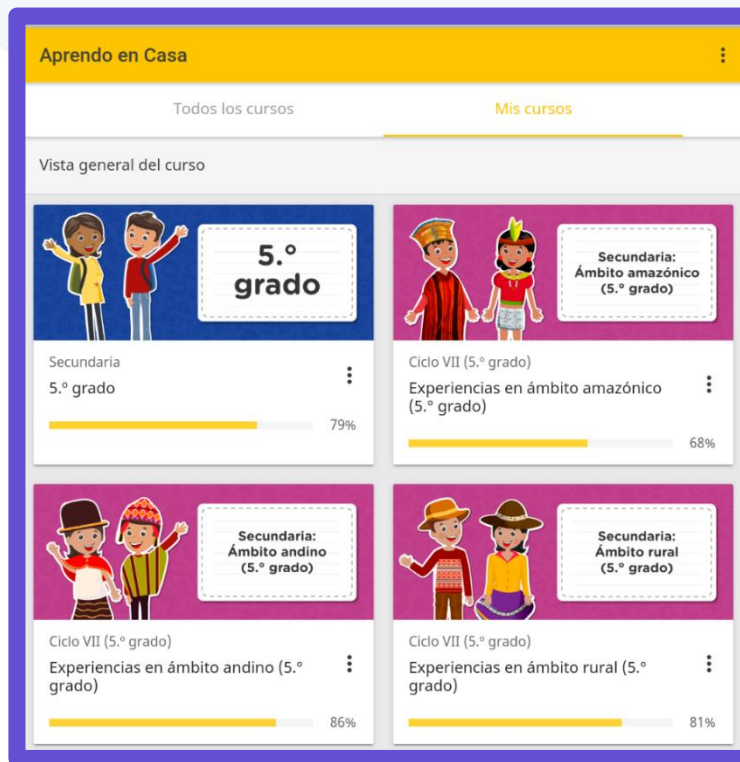 Aprendo en Casa
Todos los cursos
Mis cursos
Vista general del curso
5.°
grado
Secundaria
5.° grado
79%
Secundaria:
Ámbito amazónico
(5.° grado)
Ciclo VII (5.° grado)
Experiencias en ámbito amazónico
(5.° grado)
68%
Secundaria:
Ámbito andino
(5.° grado)
Ciclo VII (5.° grado)
Experiencias en ámbito andino (5.°
grado)
86%
Secundaria:
Ámbito rural
(5.° grado)
Ciclo VII (5.° grado)
Experiencias en ámbito rural (5.°
grado)
81%